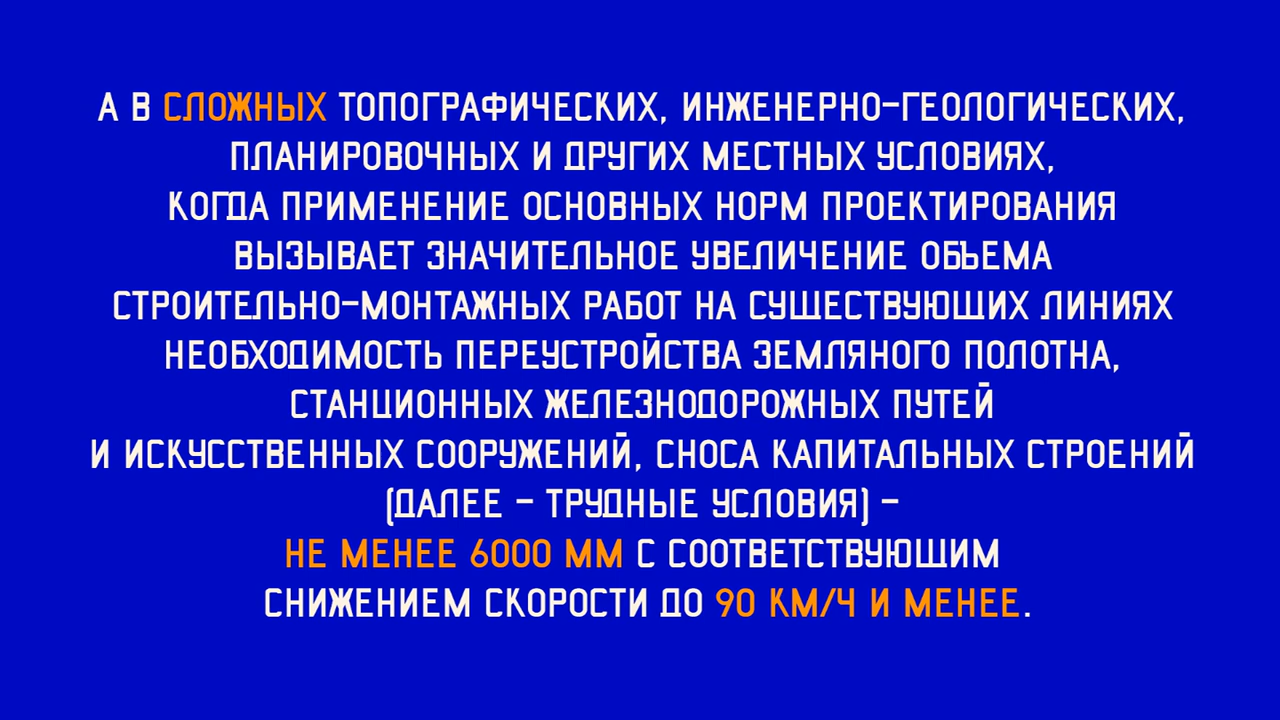 А В СЛОЖНЫХ ТОПОГРАФИЧЕСКИХ, ИНЖЕНЕРНО-ГЕОЛОГИЧЕСКИХ,
ПЛАНИРОВОЧНЫХ И ДРУГИХ МЕСТНЫХ УСЛОВИЯХ,
КОГДА ПРИМЕНЕНИЕ ОСНОВНЫХ НОРМ ПРОЕКТИРОВАНИЯ
ВЫЗЫВАЕТ ЗНАЧИТЕЛЬНОЕ УВЕЛИЧЕНИЕ ОБЪЕМА
СТРОИТЕЛЬНО-МОНТАЖНЫХ РАБОТ НА СУЩЕСТВУЮЩИХ ЛИНИЯХ
НЕОБХОДИМОСТЬ ПЕРЕУСТРОЙСТВА ЗЕМЛЯНОГО ПОЛОТНА,
СТАНЦИОННЫХ ЖЕЛЕЗНОДОРОЖНЫХ ПУТЕЙ
И ИСКУССТВЕННЫХ СООРУЖЕНИЙ, СНОСА КАПИТАЛЬНЫХ СТРОЕНИЙ
(ДАЛЕЕ – ТРУДНЫЕ УСЛОВИЯ) –
НЕ МЕНЕЕ 6000 ММ С СООТВЕТСТВУЮЩИМ
СНИЖЕНИЕМ СКОРОСТИ ДО 90 КМ/Ч И МЕНЕЕ.